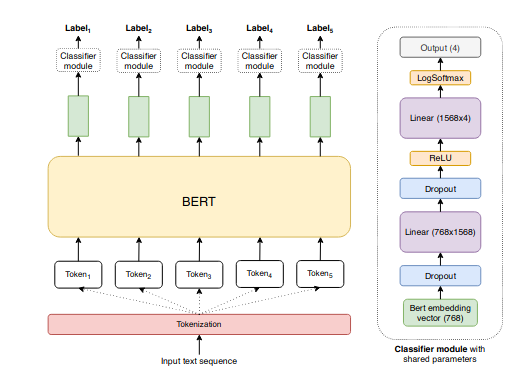 Label1 Label2 Label3 Label4 Label5
Classifier module Classifier module Classifier module Classifier module Classifier module
BERT
Token1 Token2 Token3 Token4 Token5
Tokenization
Input text sequence
Output (4)
LogSoftmax
Linear (1568x4)
ReLU
Dropout
Linear (768x1568)
Dropout
Bert embedding
vector (768)
Classifier module with
shared parameters